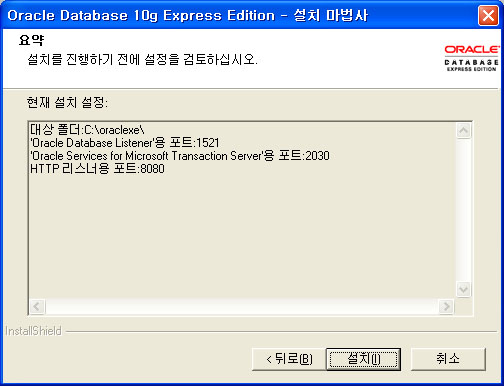 Oracle Database 10g Express Edition - 설치 마법사
요약
설치를 진행하기 전에 설정을 검토하십시오.
ORACLE
DATABASE
EXPRESS EDITION
현재 설치 설정:
대상 폴더:C:\oraclexe\
'Oracle Database Listener'용 포트:1521
'Oracle Services for Microsoft Transaction Server'용 포트:2030
HTTP 리스너용 포트:8080
InstallShield
< 뒤로(B)
설치(I)
취소